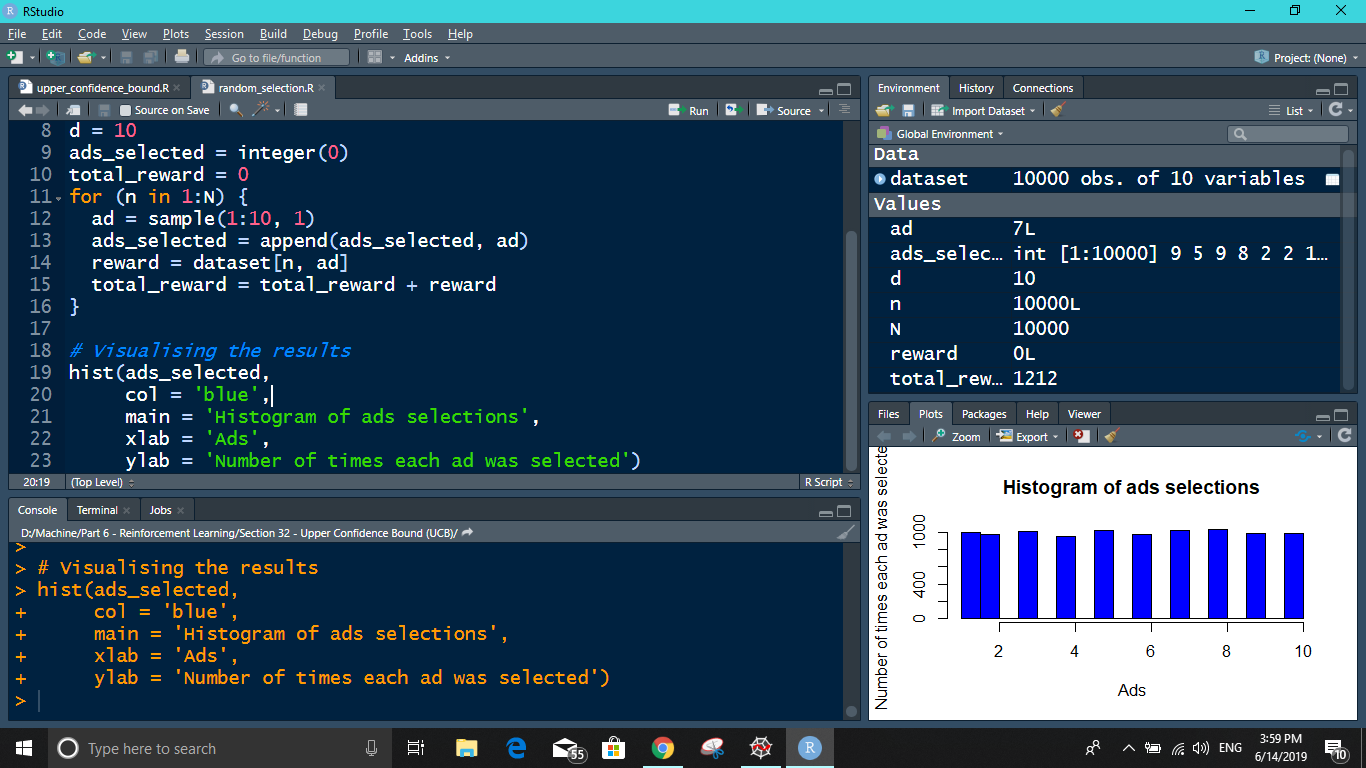 RStudio
File Edit Code View Plots Session Build Debug Profile Tools Help
Go to file/function Addins Project: (None)
upper_confidence_bound.R random_selection.R
Source on Save Run Source
8 d = 10
9 ads_selected = integer(0)
10 total_reward = 0
11 for (n in 1:N) {
12 ad = sample(1:10, 1)
13 ads_selected = append(ads_selected, ad)
14 reward = dataset[n, ad]
15 total_reward = total_reward + reward
16 }
17
18 # Visualising the results
19 hist(ads_selected,
20 col = 'blue',
21 main = 'Histogram of ads selections',
22 xlab = 'Ads',
23 ylab = 'Number of times each ad was selected')
20:19 (Top Level) R Script
Console Terminal Jobs
D:/Machine/Part 6 - Reinforcement Learning/Section 32 - Upper Confidence Bound (UCB)/
>
> # Visualising the results
> hist(ads_selected,
+ col = 'blue',
+ main = 'Histogram of ads selections',
+ xlab = 'Ads',
+ ylab = 'Number of times each ad was selected')
>
Environment History Connections
Import Dataset List
Global Environment
Data
dataset 10000 obs. of 10 variables
Values
ad 7L
ads_selec… int [1:10000] 9 5 9 8 2 2 1…
d 10
n 10000L
N 10000
reward 0L
total_rew… 1212
Files Plots Packages Help Viewer
Zoom Export
Histogram of ads selections
Number of times each ad was selecte
0 400 1000
2 4 6 8 10
Ads
Type here to search
55
R
ENG
3:59 PM
6/14/2019
10